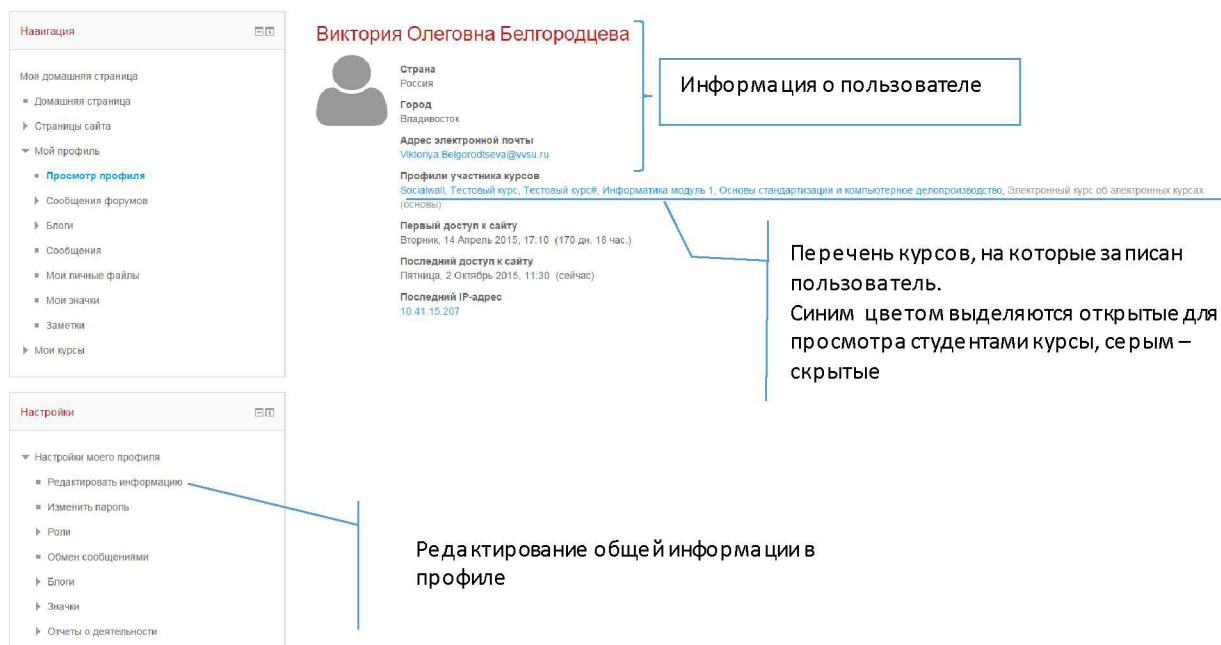 Навигация
Моя домашняя страница
Домашняя страница
Страницы сайта
Мой профиль
Просмотр профиля
Сообщения форумов
Блоги
Сообщения
Мои личные файлы
Мои значки
Заметки
Мои курсы
Настройки
Настройки моего профиля
Редактировать информацию
Изменить пароль
Роли
Обмен сообщениями
Блоги
Значки
Отчеты о деятельности
Виктория Олеговна Белгородцева
Страна
Россия
Город
Владивосток
Адрес электронной почты
Viktoriya.Belgorodtseva@vvsu.ru
Профили участника курсов
Socialwall, Тестовый курс, Тестовый курс#, Информатика модуль 1, Основы стандартизации и компьютерное делопроизводство, Электронный курс об электронных курсах
(основы)
Первый доступ к сайту
Вторник, 14 Апрель 2015, 17:10 (170 дн. 18 час.)
Последний доступ к сайту
Пятница, 2 Октябрь 2015, 11:30 (сейчас)
Последний IP-адрес
10.41.15.207
Информация о пользователе
Перечень курсов, на которые записан
пользователь.
Синим цветом выделяются открытые для
просмотра студентами курсы, серым –
скрытые
Редактирование общей информации в
профиле